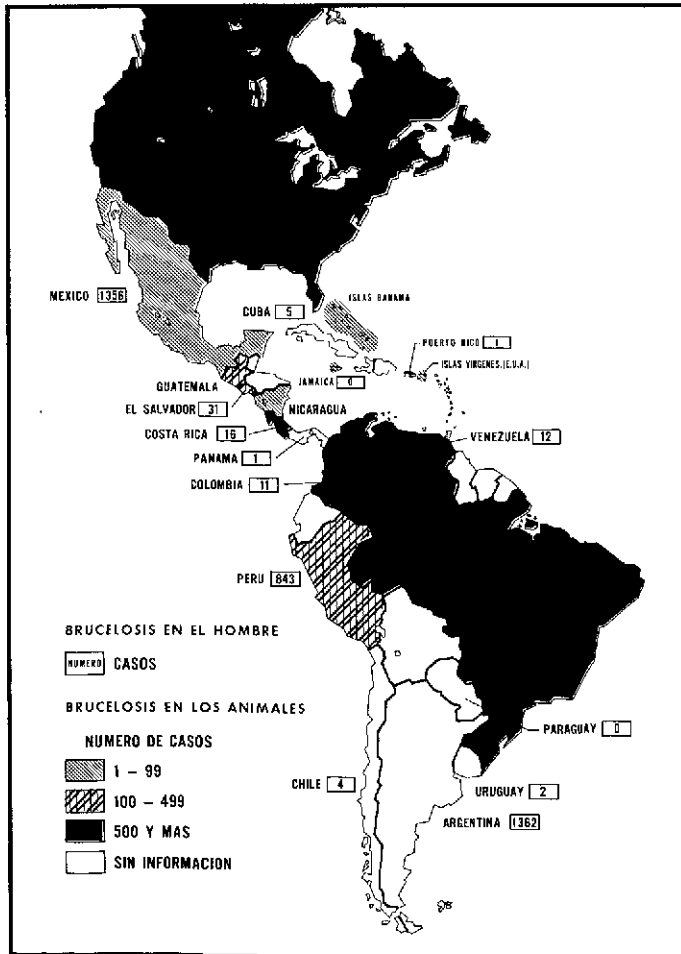 MEXICO 1356
CUBA 5
ISLAS BAHAMA
PUERTO RICO 1
ISLAS VIRGENES.(E.U.A.)
GUATEMALA
JAMAICA 0
EL SALVADOR 31
NICARAGUA
COSTA RICA 16
PANAMA 1
VENEZUELA 12
COLOMBIA 11
PERU 843
BRUCELOSIS EN EL HOMBRE
NUMERO CASOS
BRUCELOSIS EN LOS ANIMALES
NUMERO DE CASOS
1 - 99
100 - 499
500 Y MAS
SIN INFORMACION
PARAGUAY 0
CHILE 4
URUGUAY 2
ARGENTINA 1362